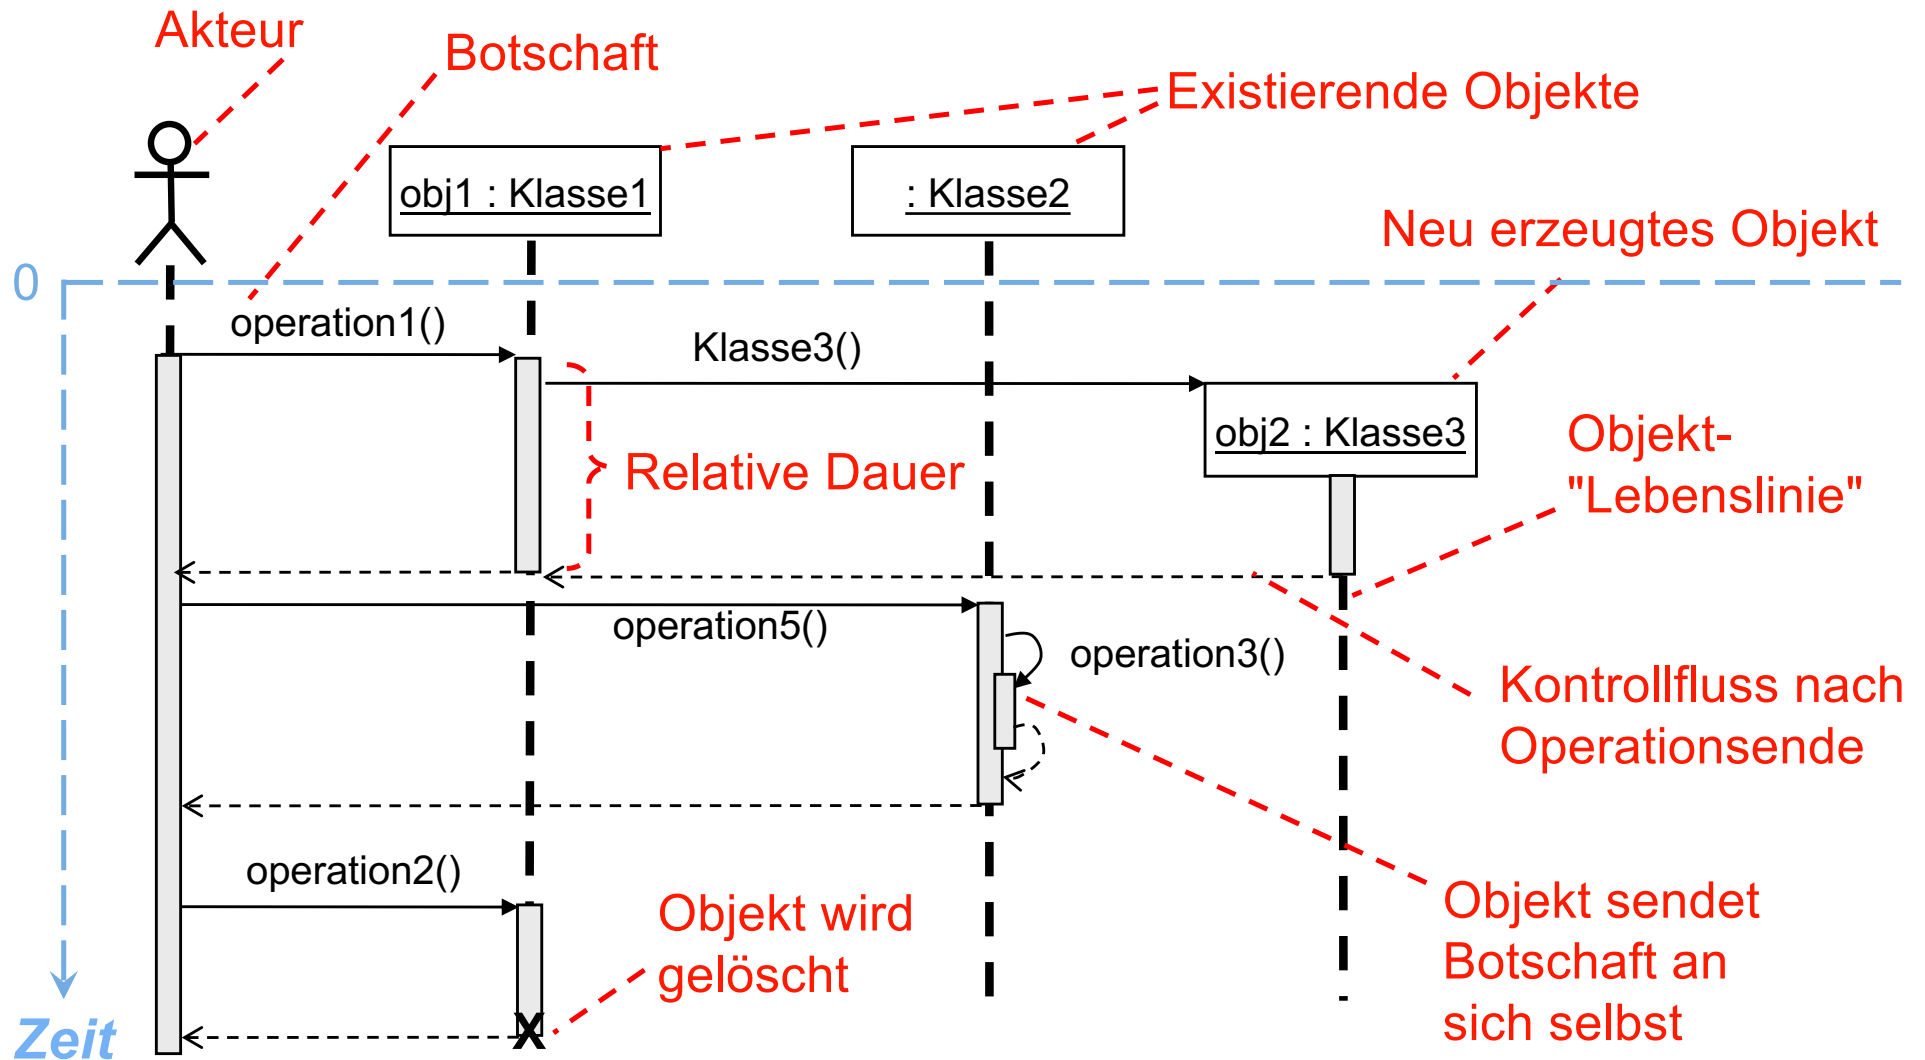 Akteur
Botschaft
Existierende Objekte
obj1 : Klasse1
: Klasse2
Neu erzeugtes Objekt
0
operation1()
Klasse3()
obj2 : Klasse3
Objekt-
"Lebenslinie"
Relative Dauer
operation5()
operation3()
Kontrollfluss nach
Operationsende
operation2()
Objekt wird
gelöscht
Objekt sendet
Botschaft an
sich selbst
X
Zeit